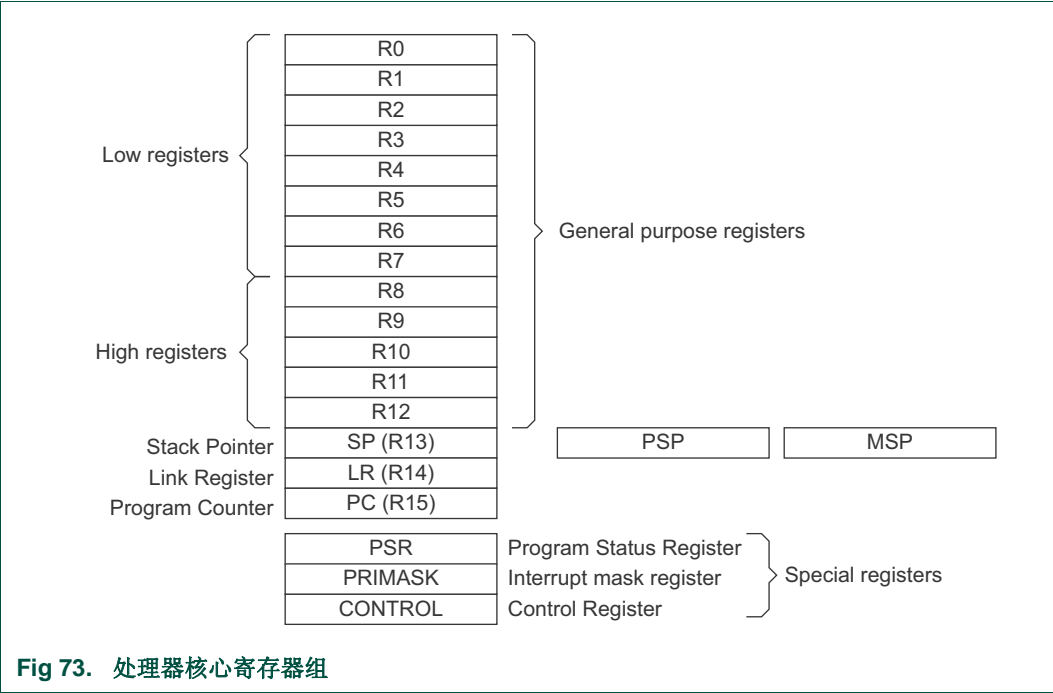 R0
R1
R2
R3
Low registers
R4
R5
R6
General purpose registers
R7
R8
R9
High registers
R10
R11
R12
Stack Pointer SP (R13) PSP MSP
Link Register LR (R14)
Program Counter PC (R15)
PSR Program Status Register
PRIMASK Interrupt mask register Special registers
CONTROL Control Register
Fig 73. 处理器核心寄存器组